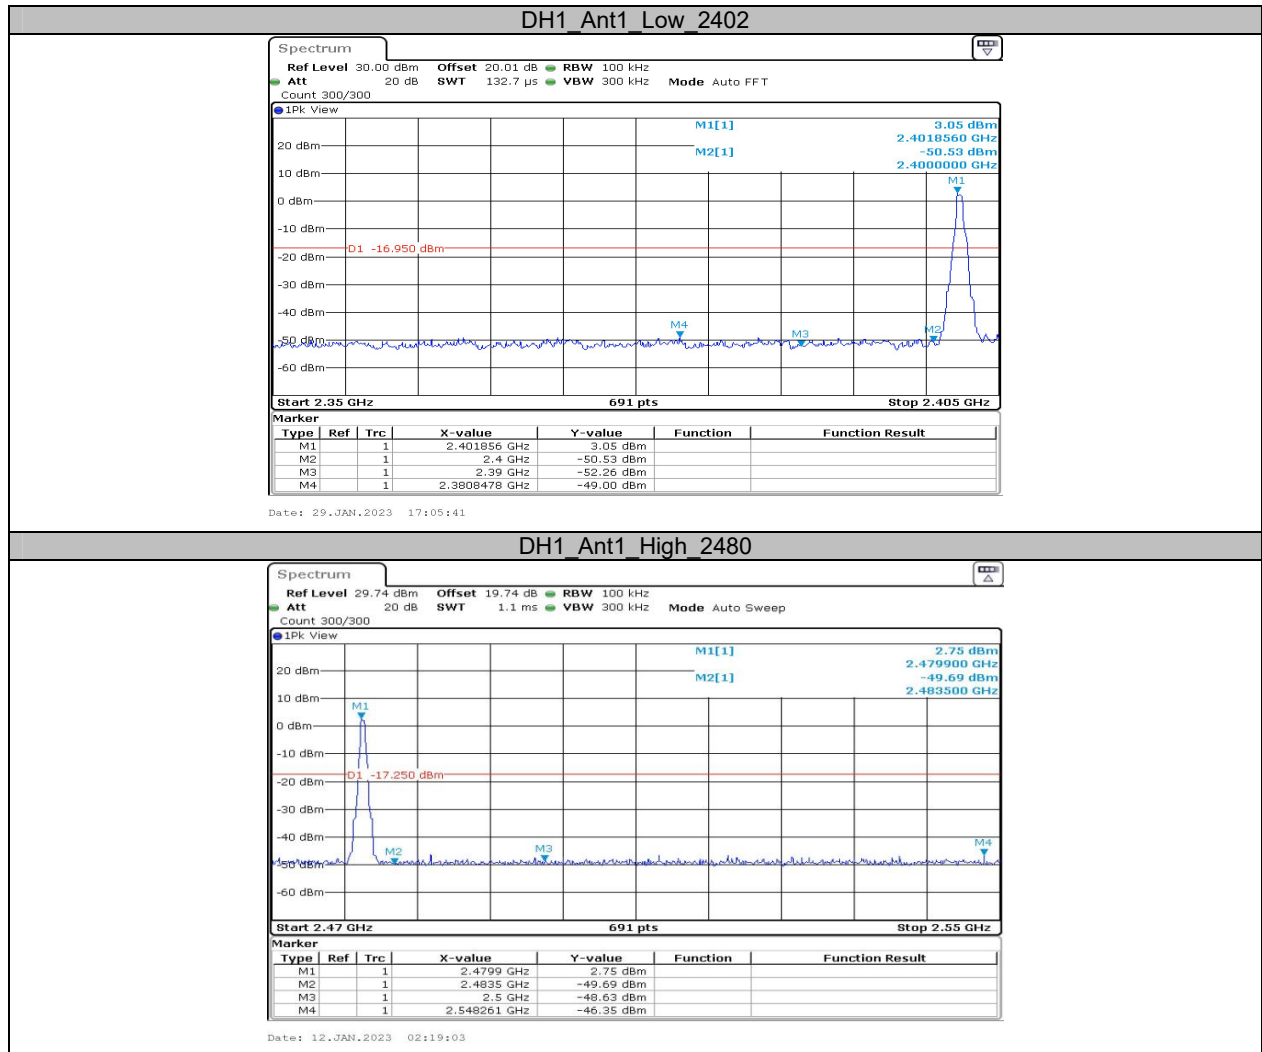 DH1_Ant1_Low_2402
Spectrum
Ref Level 30.00 dBm Offset 20.01 dB RBW 100 kHz
Att 20 dB SWT 132.7 µs VBW 300 kHz Mode Auto FFT
Count 300/300
1Pk View
M1[1] 3.05 dBm
2.4018560 GHz
20 dBm
M2[1] -50.53 dBm
2.4000000 GHz
10 dBm
M1
0 dBm
-10 dBm
D1 -16.950 dBm
-20 dBm
-30 dBm
-40 dBm
M4
M3
M2
-50 dBm
-60 dBm
Start 2.35 GHz 691 pts Stop 2.405 GHz
Marker
Type Ref Trc X-value Y-value Function Function Result
M1 1 2.401856 GHz 3.05 dBm
M2 1 2.4 GHz -50.53 dBm
M3 1 2.39 GHz -52.26 dBm
M4 1 2.3808478 GHz -49.00 dBm
Date: 29.JAN.2023 17:05:41
DH1_Ant1_High_2480
Spectrum
Ref Level 29.74 dBm Offset 19.74 dB RBW 100 kHz
Att 20 dB SWT 1.1 ms VBW 300 kHz Mode Auto Sweep
Count 300/300
1Pk View
M1[1] 2.75 dBm
2.479900 GHz
20 dBm
M2[1] -49.69 dBm
2.483500 GHz
10 dBm
M1
0 dBm
-10 dBm
D1 -17.250 dBm
-20 dBm
-30 dBm
-40 dBm
M2
M3
M4
-50 dBm
-60 dBm
Start 2.47 GHz 691 pts Stop 2.55 GHz
Marker
Type Ref Trc X-value Y-value Function Function Result
M1 1 2.4799 GHz 2.75 dBm
M2 1 2.4835 GHz -49.69 dBm
M3 1 2.5 GHz -48.63 dBm
M4 1 2.548261 GHz -46.35 dBm
Date: 12.JAN.2023 02:19:03